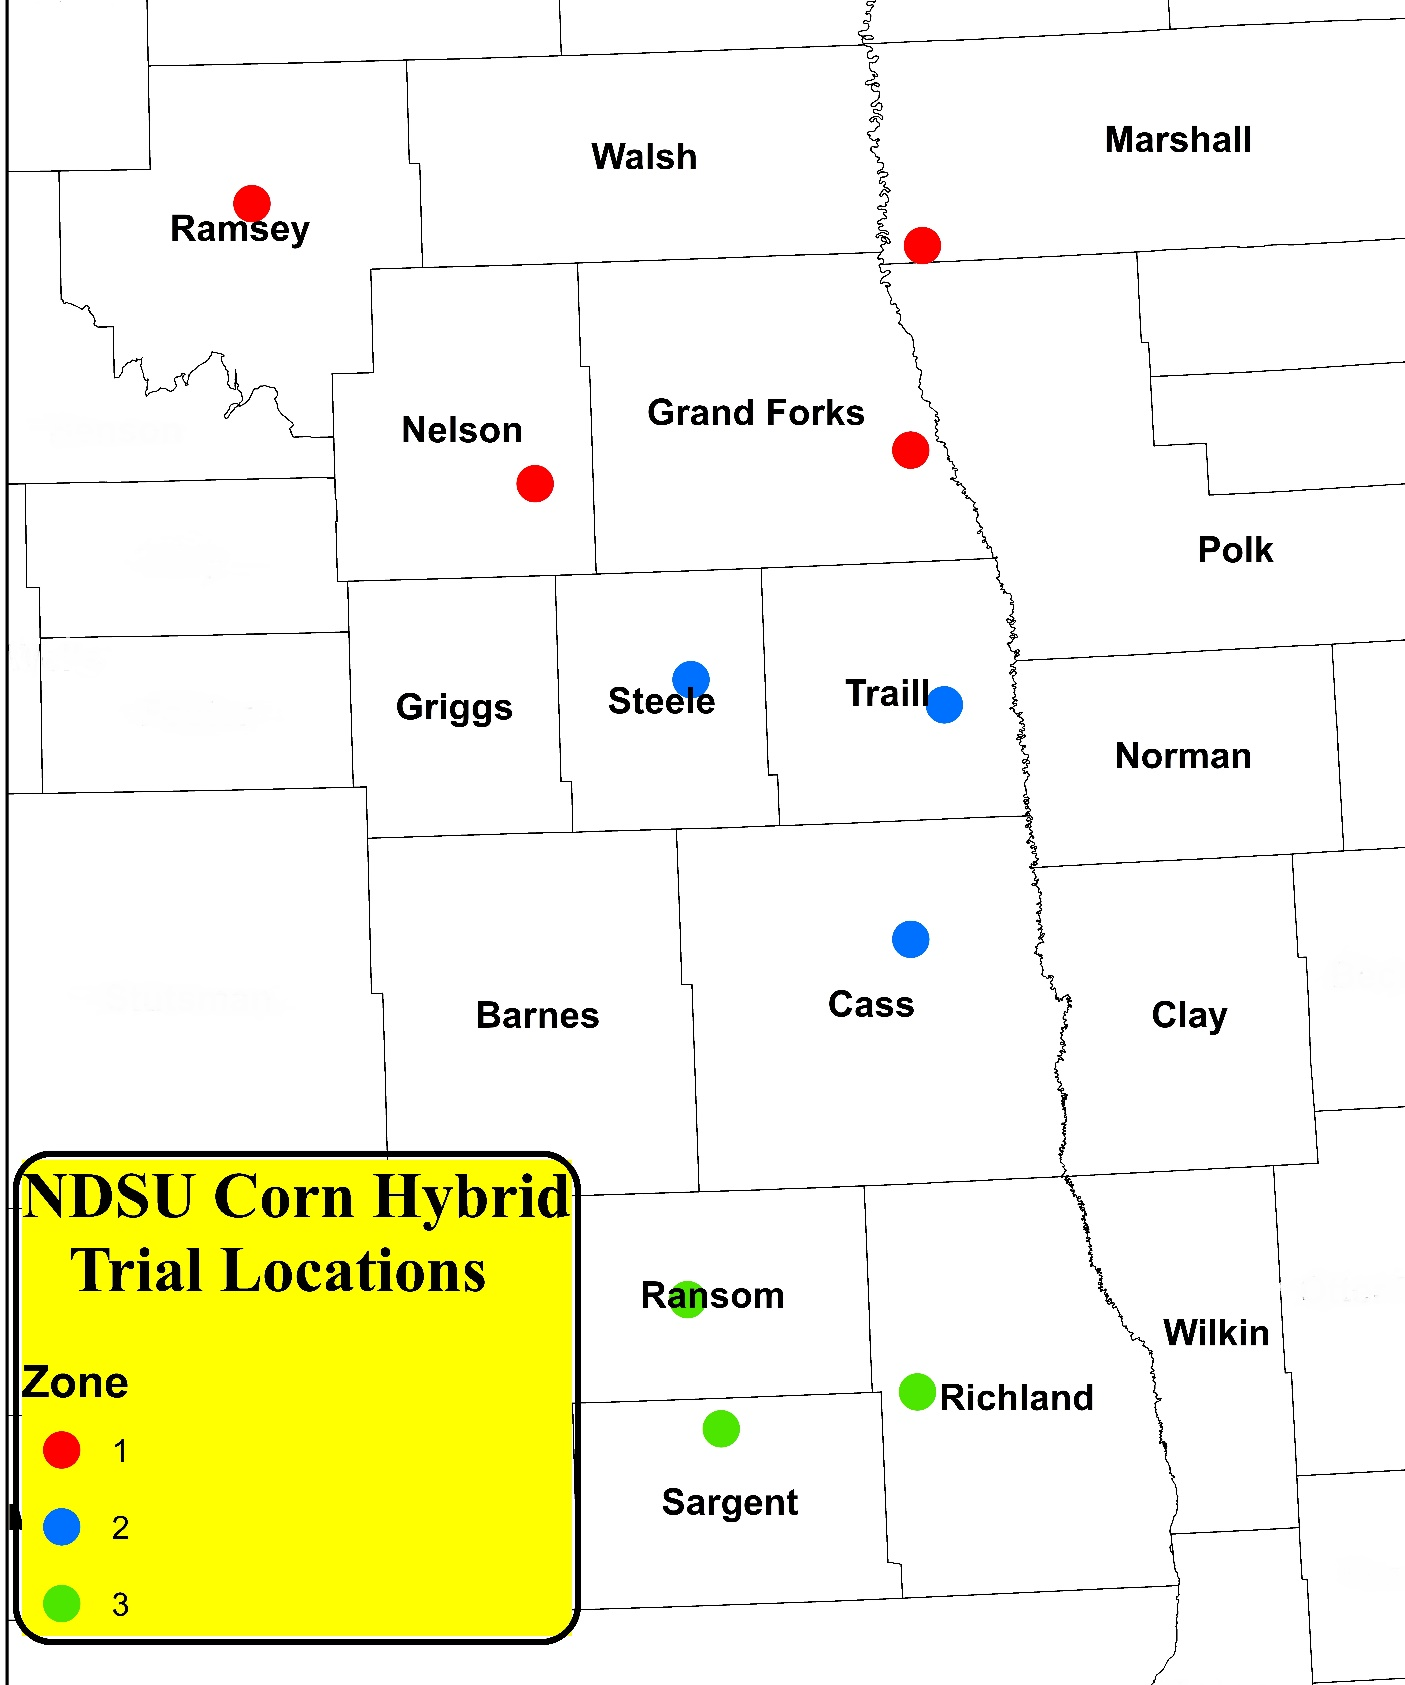 Marshall
Walsh
Ramsey
Grand Forks
Nelson
Polk
Traill
Steele
Griggs
Norman
Cass
Barnes
Clay
NDSU Corn Hybrid
Trial Locations
Ransom
Wilkin
Richland
Sargent
Zone
1
2
3